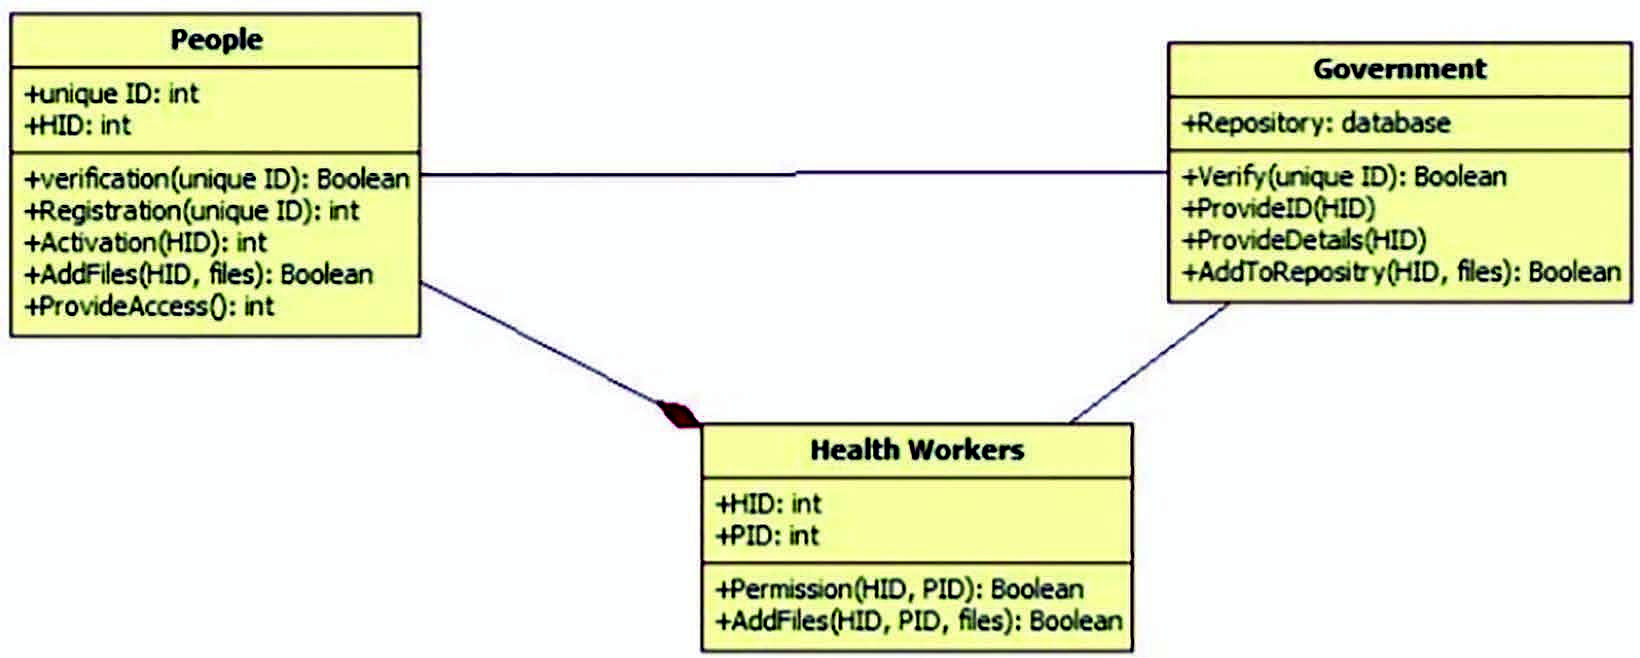 People
+unique ID: int
+HID: int
+verification(unique ID): Boolean
+Registration(unique ID): int
+Activation(HID): int
+AddFiles(HID, files): Boolean
+ProvideAccess(): int
Government
+Repository: database
+Verify(unique ID): Boolean
+ProvideID(HID)
+ProvideDetails(HID)
+AddToRepositry(HID, files): Boolean
Health Workers
+HID: int
+PID: int
+Permission(HID, PID): Boolean
+AddFiles(HID, PID, files): Boolean